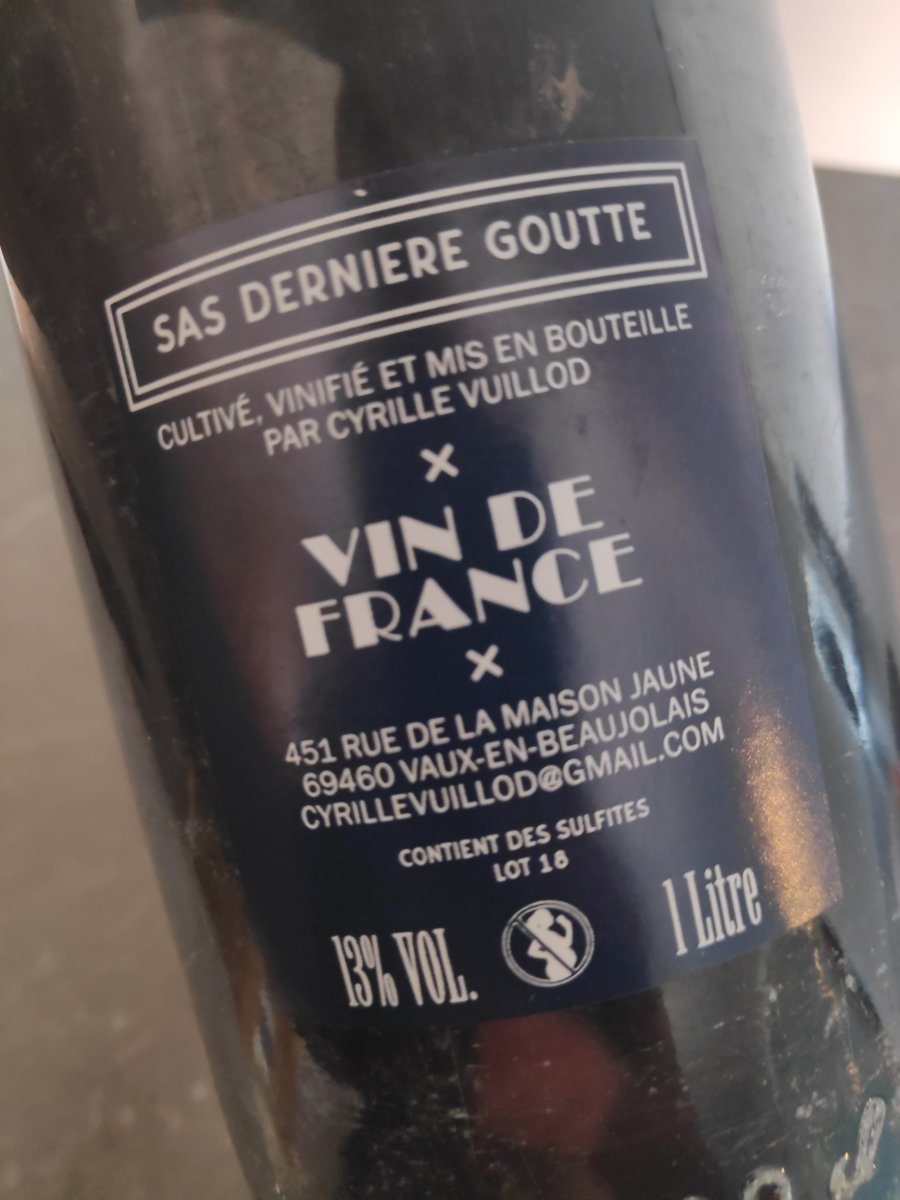 SAS DERNIERE GOUTTE
CULTIVÉ, VINIFIÉ ET MIS EN BOUTEILLE
PAR CYRILLE VUILLOD
×
VIN DE
FRANCE
×
451 RUE DE LA MAISON JAUNE
69460 VAUX-EN-BEAUJOLAIS
CYRILLEVUILLOD@GMAIL.COM
CONTIENT DES SULFITES
LOT 18
13% VOL.
1 Litre